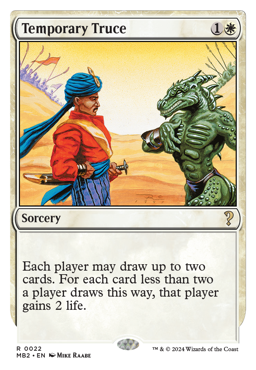 Temporary Truce 1
Sorcery
Each player may draw up to two
cards. For each card less than two
a player draws this way, that player
gains 2 life.
R 0022
MB2 • EN Mike Raabe
™ & © 2024 Wizards of the Coast